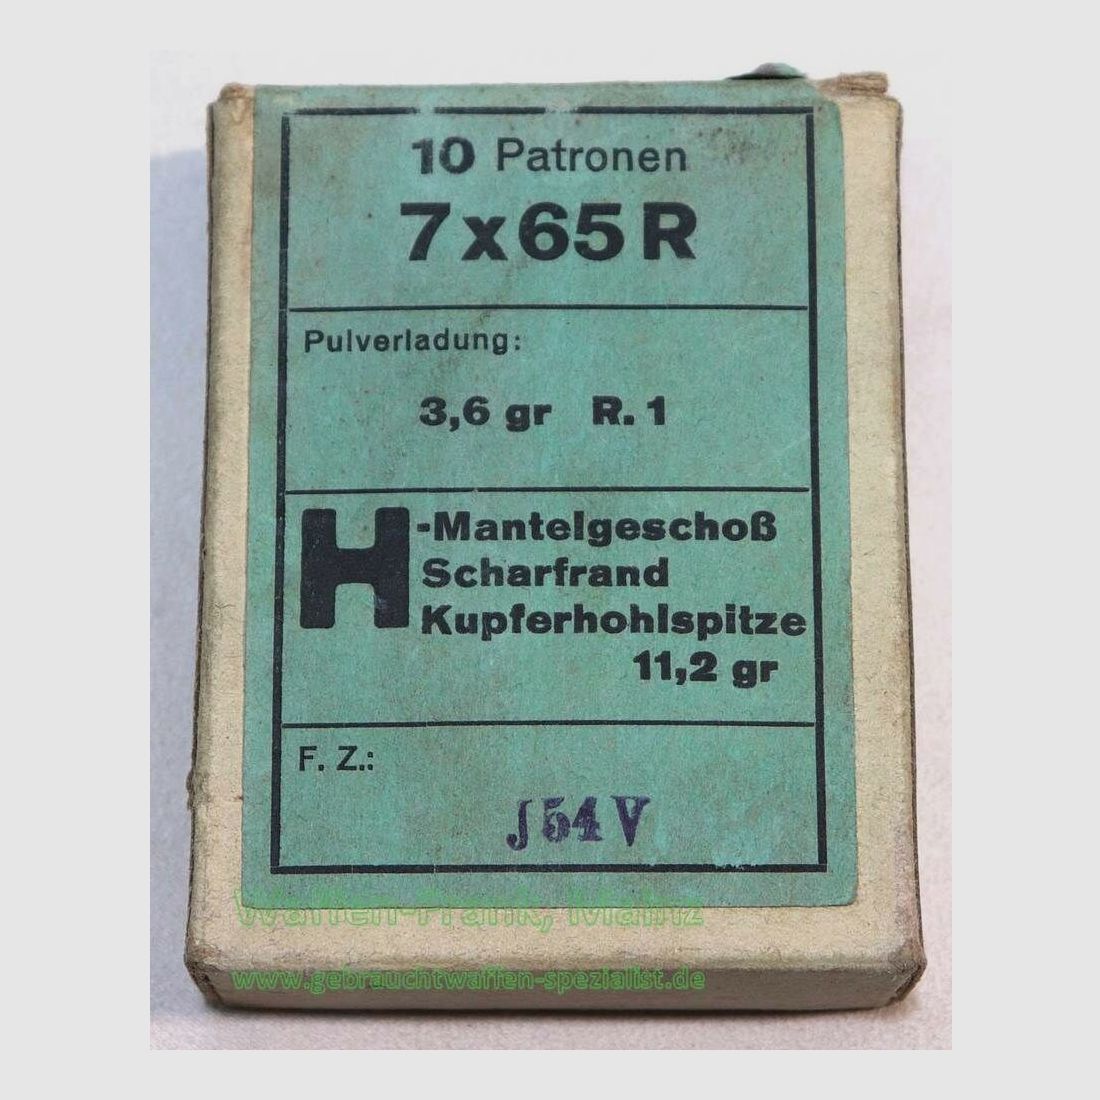 10 Patronen
7x65R
Pulverladung:
3,6 gr R. 1
H-Mantelgeschoß
Scharfrand
Kupferhohlspitze
11,2 gr
F. Z.:
J 54 V
Waffen-Frank, Mainz
www.gebrauchtwaffen-spezialist.de